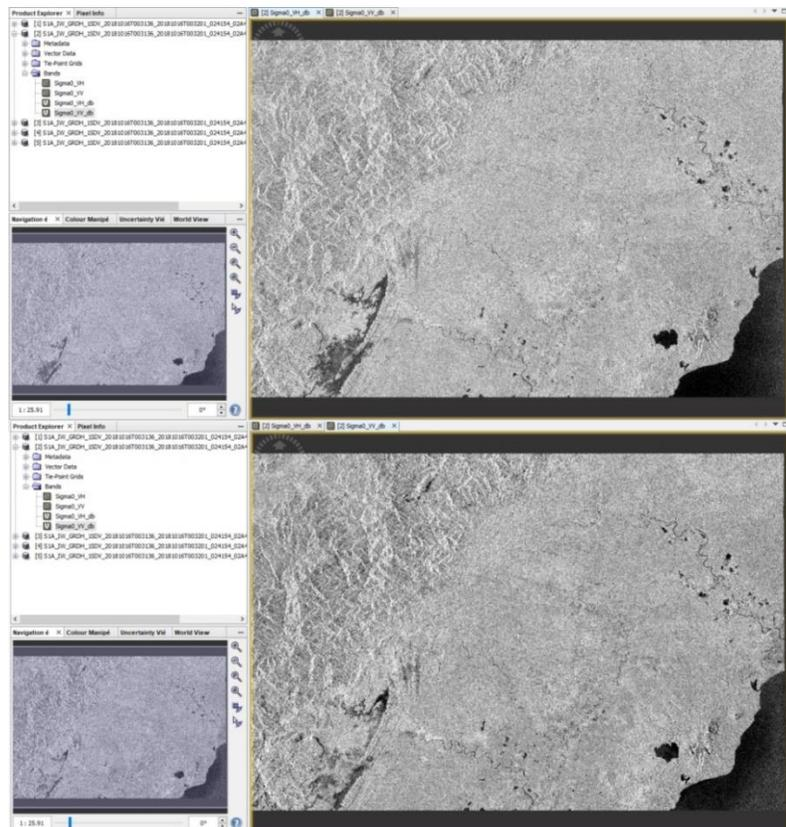 Product Explorer × Pixel Info
[2] Sigma0_VH_db × [2] Sigma0_VV_db ×
[1] S1A_IW_GRDH_1SDV_20181016T003136_20181016T003201_024154_02A4
[2] S1A_IW_GRDH_1SDV_20181016T003136_20181016T003201_024154_02A4
Metadata
Vector Data
Tie-Point Grids
Bands
Sigma0_VH
Sigma0_VV
Sigma0_VH_db
Sigma0_VV_db
[3] S1A_IW_GRDH_1SDV_20181016T003136_20181016T003201_024154_02A4
[4] S1A_IW_GRDH_1SDV_20181016T003136_20181016T003201_024154_02A4
[5] S1A_IW_GRDH_1SDV_20181016T003136_20181016T003201_024154_02A4
Navigation é × Colour Manipé Uncertainty Vié World View
1 : 25.91 0°
Product Explorer × Pixel Info
[2] Sigma0_VH_db × [2] Sigma0_VV_db ×
[1] S1A_IW_GRDH_1SDV_20181016T003136_20181016T003201_024154_02A4
[2] S1A_IW_GRDH_1SDV_20181016T003136_20181016T003201_024154_02A4
Metadata
Vector Data
Tie-Point Grids
Bands
Sigma0_VH
Sigma0_VV
Sigma0_VH_db
Sigma0_VV_db
[3] S1A_IW_GRDH_1SDV_20181016T003136_20181016T003201_024154_02A4
[4] S1A_IW_GRDH_1SDV_20181016T003136_20181016T003201_024154_02A4
[5] S1A_IW_GRDH_1SDV_20181016T003136_20181016T003201_024154_02A4
Navigation é × Colour Manipé Uncertainty Vié World View
1 : 25.91 0°